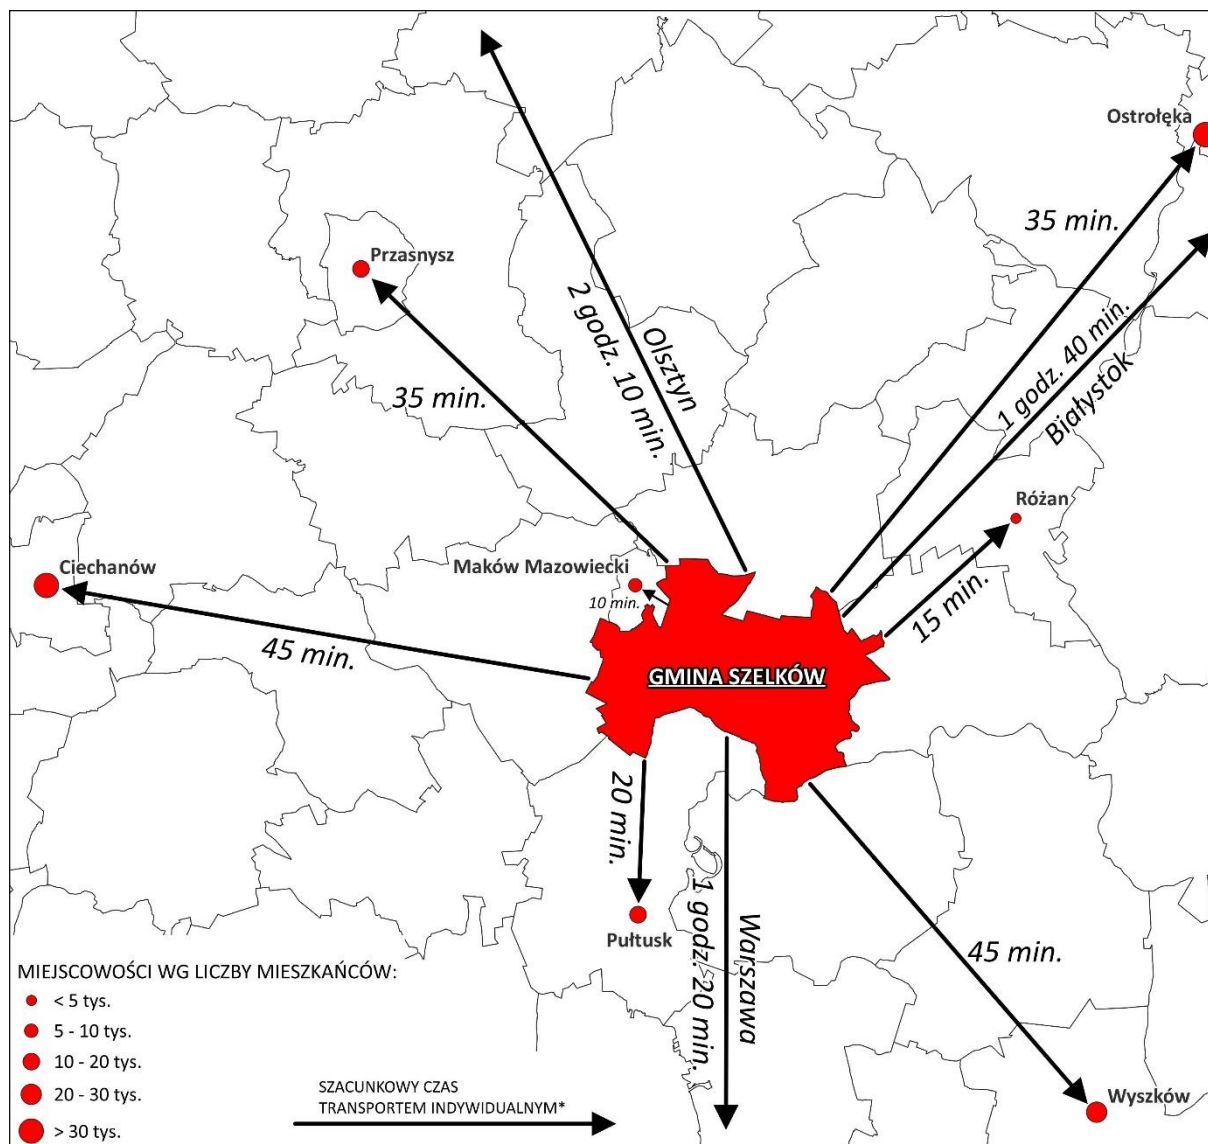 Ostrołęka
35 min.
Przasnysz
2 godz. 10 min.
Olsztyn
1 godz. 40 min.
Białystok
35 min.
Różan
Ciechanów
Maków Mazowiecki
10 min.
15 min.
45 min.
GMINA SZELKÓW
20 min.
Pułtusk
1 godz. 20 min.
Warszawa
45 min.
Wyszków
MIEJSCOWOŚCI WG LICZBY MIESZKAŃCÓW:
< 5 tys.
5 - 10 tys.
10 - 20 tys.
20 - 30 tys.
> 30 tys.
SZACUNKOWY CZAS
TRANSPORTEM INDYWIDUALNYM*